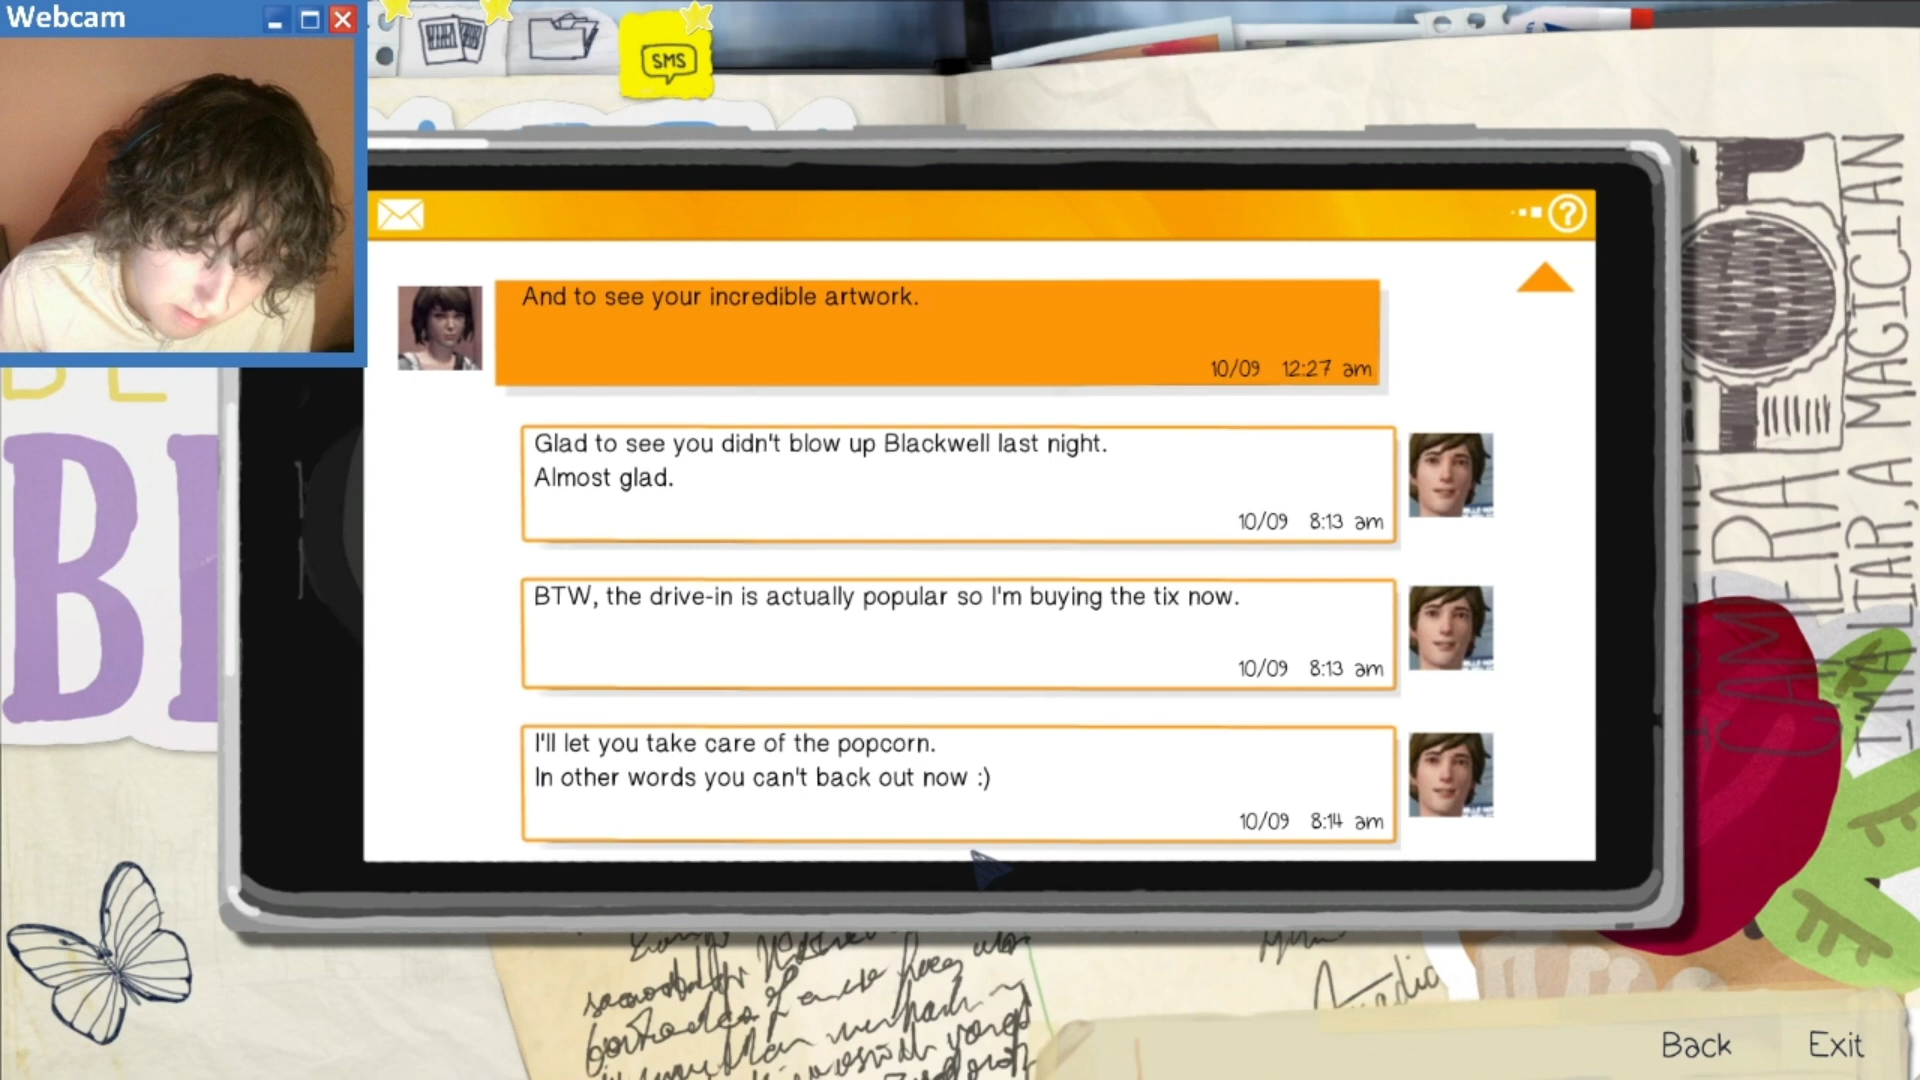 Webcam
SMS
And to see your incredible artwork.
10/09 12:27 am
Glad to see you didn't blow up Blackwell last night.
Almost glad.
10/09 8:13 am
BTW, the drive-in is actually popular so I'm buying the tix now.
10/09 8:13 am
I'll let you take care of the popcorn.
In other words you can't back out now :)
10/09 8:14 am
CAMERA
I'M A LIAR, A MAGICIAN
Back
Exit